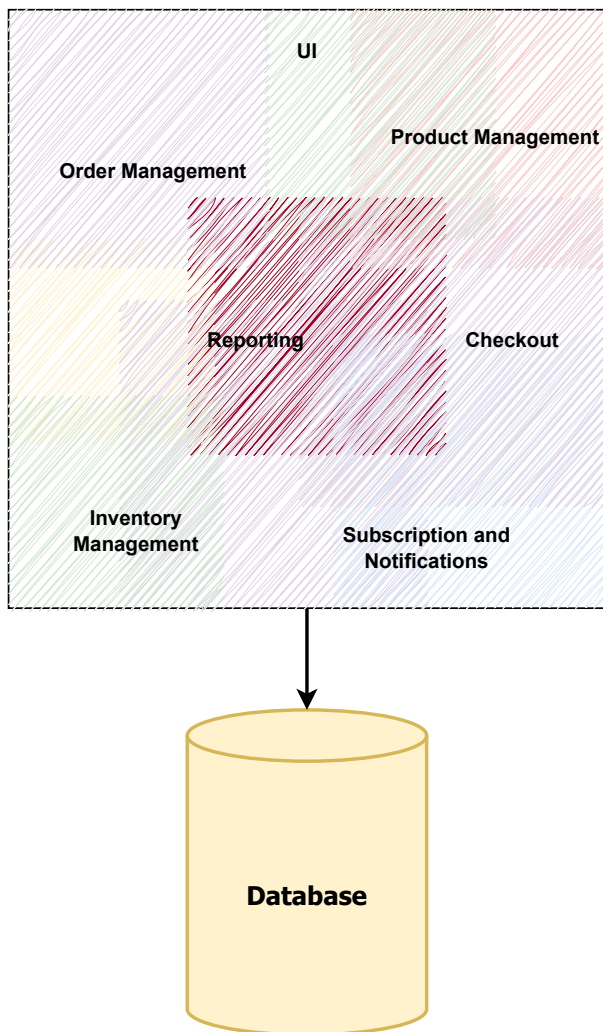 UI
Product Management
Order Management
Reporting
Checkout
Inventory
Management
Subscription and
Notifications
Database